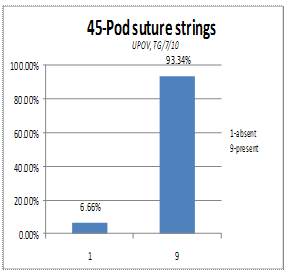 45-Pod suture strings
UPOV,TG/7/10
100.00%
80.00%
60.00%
40.00%
20.00%
0.00%
6.66%
93.34%
1
9
1-absent
9-present